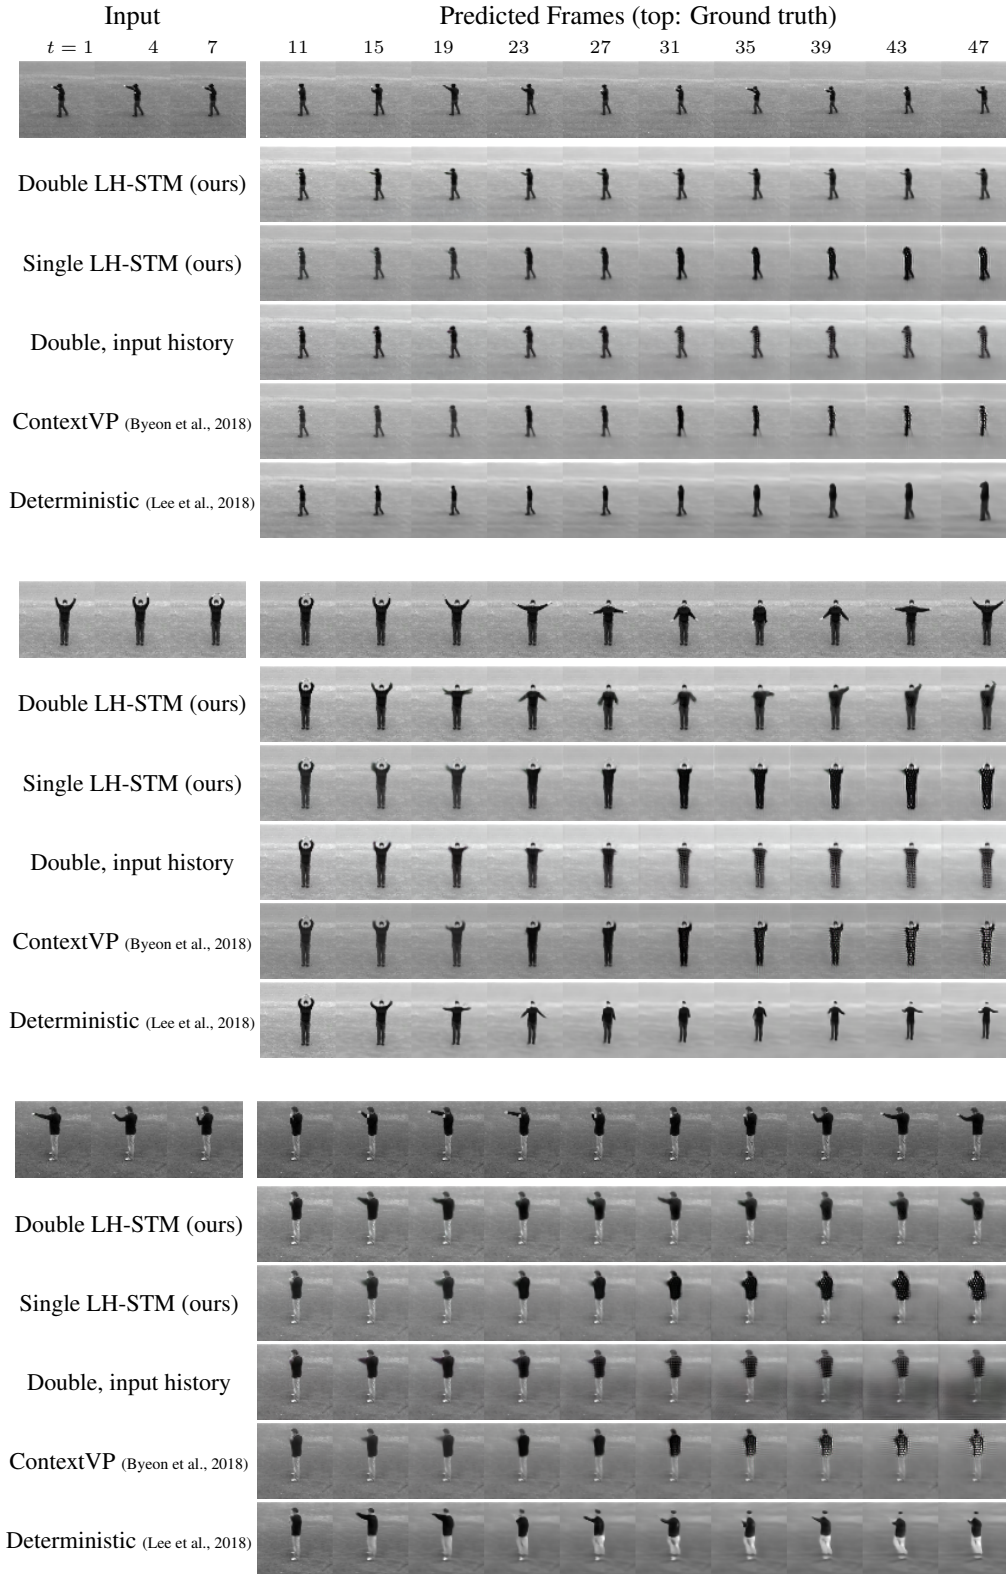 Input Predicted Frames (top: Ground truth)
t = 1 4 7 11 15 19 23 27 31 35 39 43 47
Double LH-STM (ours)
Single LH-STM (ours)
Double, input history
ContextVP (Byeon et al., 2018)
Deterministic (Lee et al., 2018)
Double LH-STM (ours)
Single LH-STM (ours)
Double, input history
ContextVP (Byeon et al., 2018)
Deterministic (Lee et al., 2018)
Double LH-STM (ours)
Single LH-STM (ours)
Double, input history
ContextVP (Byeon et al., 2018)
Deterministic (Lee et al., 2018)